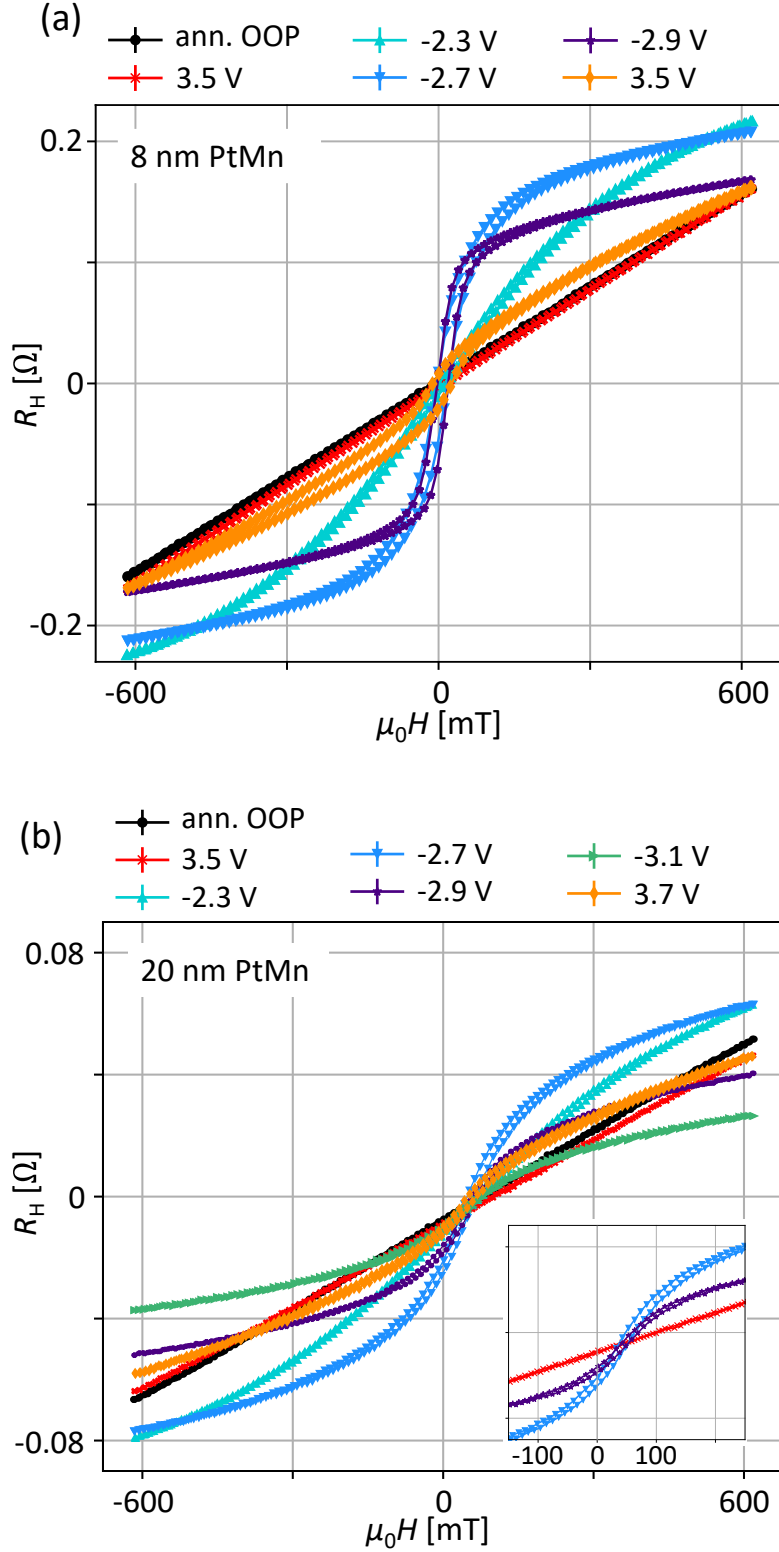 (a)
ann. OOP -2.3 V -2.9 V
3.5 V -2.7 V 3.5 V
8 nm PtMn
0.2
0
-0.2
R_H [Ω]
-600 0 600
μ₀H [mT]
(b)
ann. OOP
3.5 V -2.7 V -3.1 V
-2.3 V -2.9 V 3.7 V
20 nm PtMn
0.08
0
-0.08
R_H [Ω]
-100 0 100
-600 0 600
μ₀H [mT]